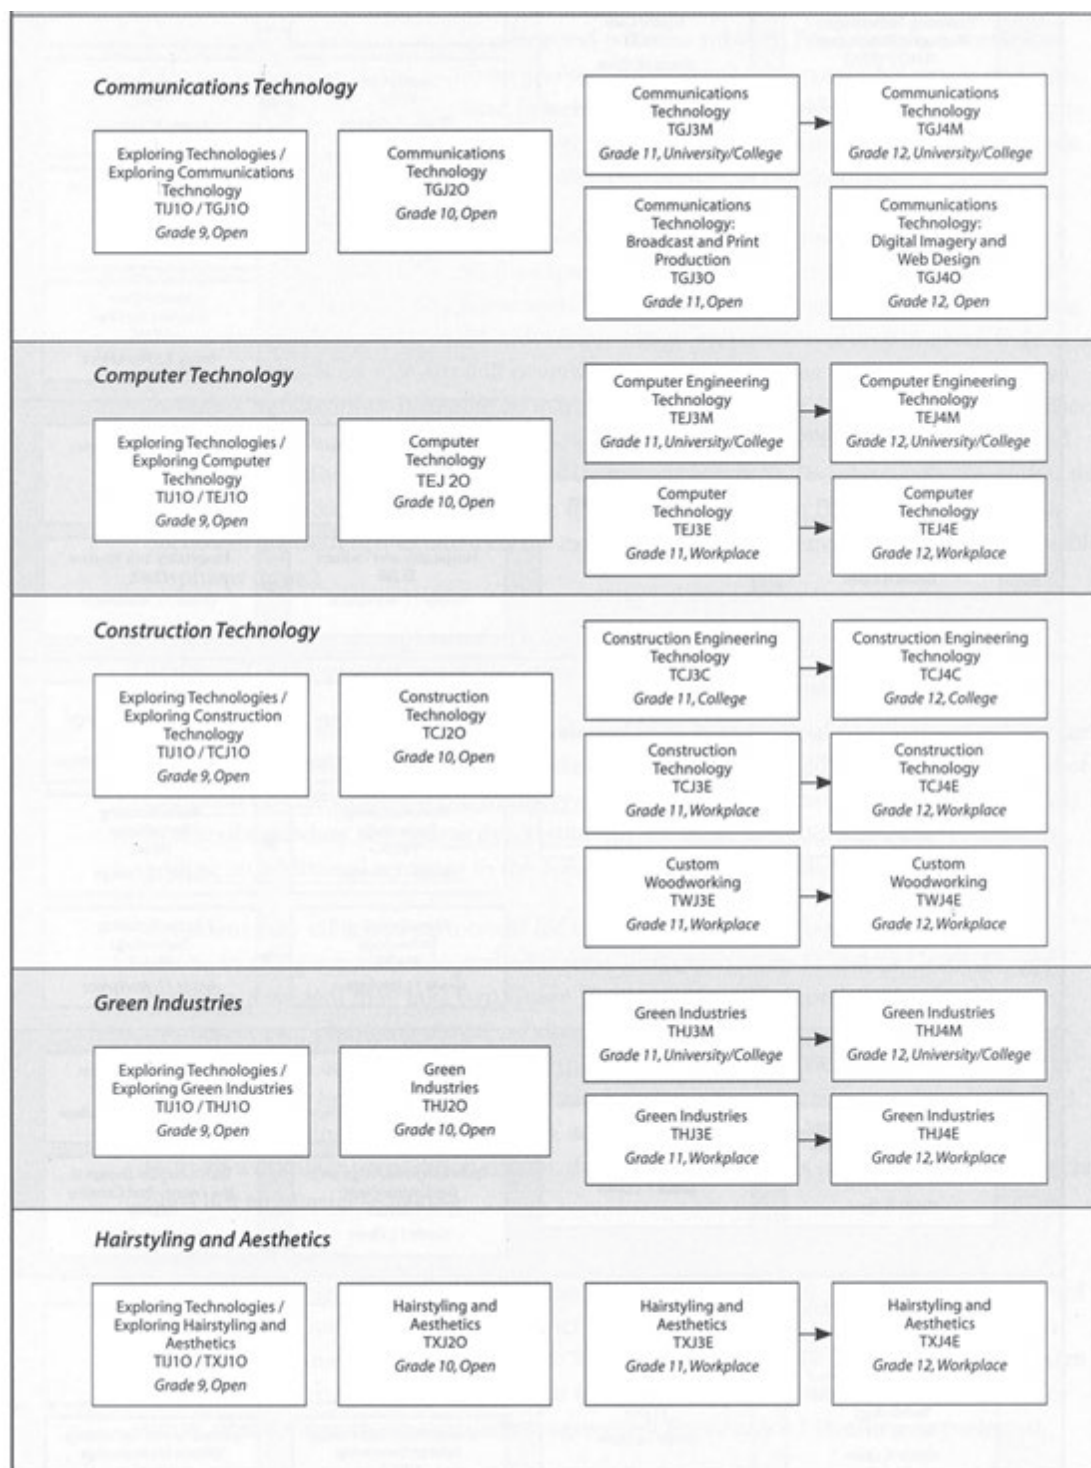 Communications Technology
Exploring Technologies /
Exploring Communications
Technology
TIJ1O / TGJ1O
Grade 9, Open
Communications
Technology
TGJ2O
Grade 10, Open
Communications
Technology
TGJ3M
Grade 11, University/College
Communications
Technology
TGJ4M
Grade 12, University/College
Communications
Technology:
Broadcast and Print
Production
TGJ3O
Grade 11, Open
Communications
Technology:
Digital Imagery and
Web Design
TGJ4O
Grade 12, Open
Computer Technology
Exploring Technologies /
Exploring Computer
Technology
TIJ1O / TEJ1O
Grade 9, Open
Computer
Technology
TEJ 2O
Grade 10, Open
Computer Engineering
Technology
TEJ3M
Grade 11, University/College
Computer Engineering
Technology
TEJ4M
Grade 12, University/College
Computer
Technology
TEJ3E
Grade 11, Workplace
Computer
Technology
TEJ4E
Grade 12, Workplace
Construction Technology
Exploring Technologies /
Exploring Construction
Technology
TIJ1O / TCJ1O
Grade 9, Open
Construction
Technology
TCJ2O
Grade 10, Open
Construction Engineering
Technology
TCJ3C
Grade 11, College
Construction Engineering
Technology
TCJ4C
Grade 12, College
Construction
Technology
TCJ3E
Grade 11, Workplace
Construction
Technology
TCJ4E
Grade 12, Workplace
Custom
Woodworking
TWJ3E
Grade 11, Workplace
Custom
Woodworking
TWJ4E
Grade 12, Workplace
Green Industries
Exploring Technologies /
Exploring Green Industries
TIJ1O / THJ1O
Grade 9, Open
Green
Industries
THJ2O
Grade 10, Open
Green Industries
THJ3M
Grade 11, University/College
Green Industries
THJ4M
Grade 12, University/College
Green Industries
THJ3E
Grade 11, Workplace
Green Industries
THJ4E
Grade 12, Workplace
Hairstyling and Aesthetics
Exploring Technologies /
Exploring Hairstyling and
Aesthetics
TIJ1O / TXJ1O
Grade 9, Open
Hairstyling and
Aesthetics
TXJ2O
Grade 10, Open
Hairstyling and
Aesthetics
TXJ3E
Grade 11, Workplace
Hairstyling and
Aesthetics
TXJ4E
Grade 12, Workplace